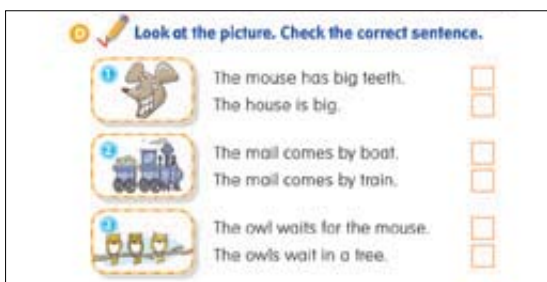 D Look at the picture. Check the correct sentence.
1 The mouse has big teeth.
The house is big.
2 The mail comes by boat.
The mail comes by train.
3 The owl waits for the mouse.
The owls wait in a tree.